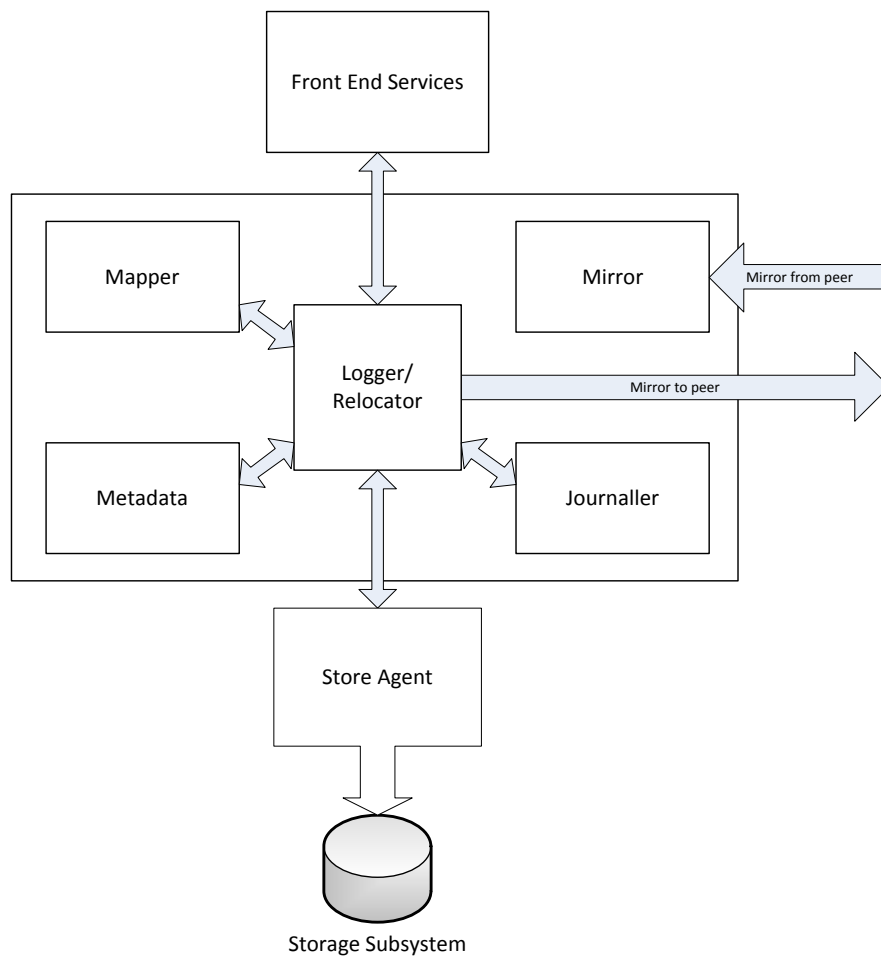 Front End Services
Mapper
Mirror
Mirror from peer
Logger/
Relocator
Mirror to peer
Metadata
Journaller
Store Agent
Storage Subsystem